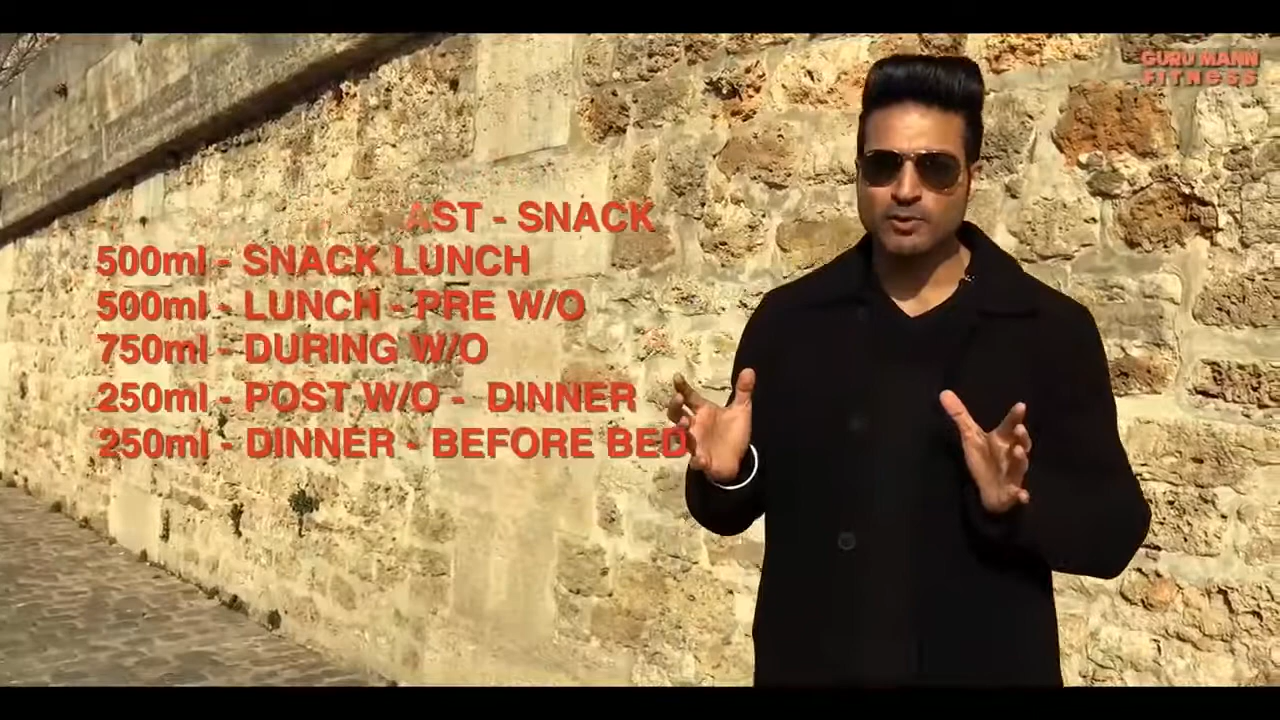 GURU MANN
FITNESS
AST - SNACK
500ml - SNACK LUNCH
500ml - LUNCH - PRE W/O
750ml - DURING W/O
250ml - POST W/O - DINNER
250ml - DINNER - BEFORE BED